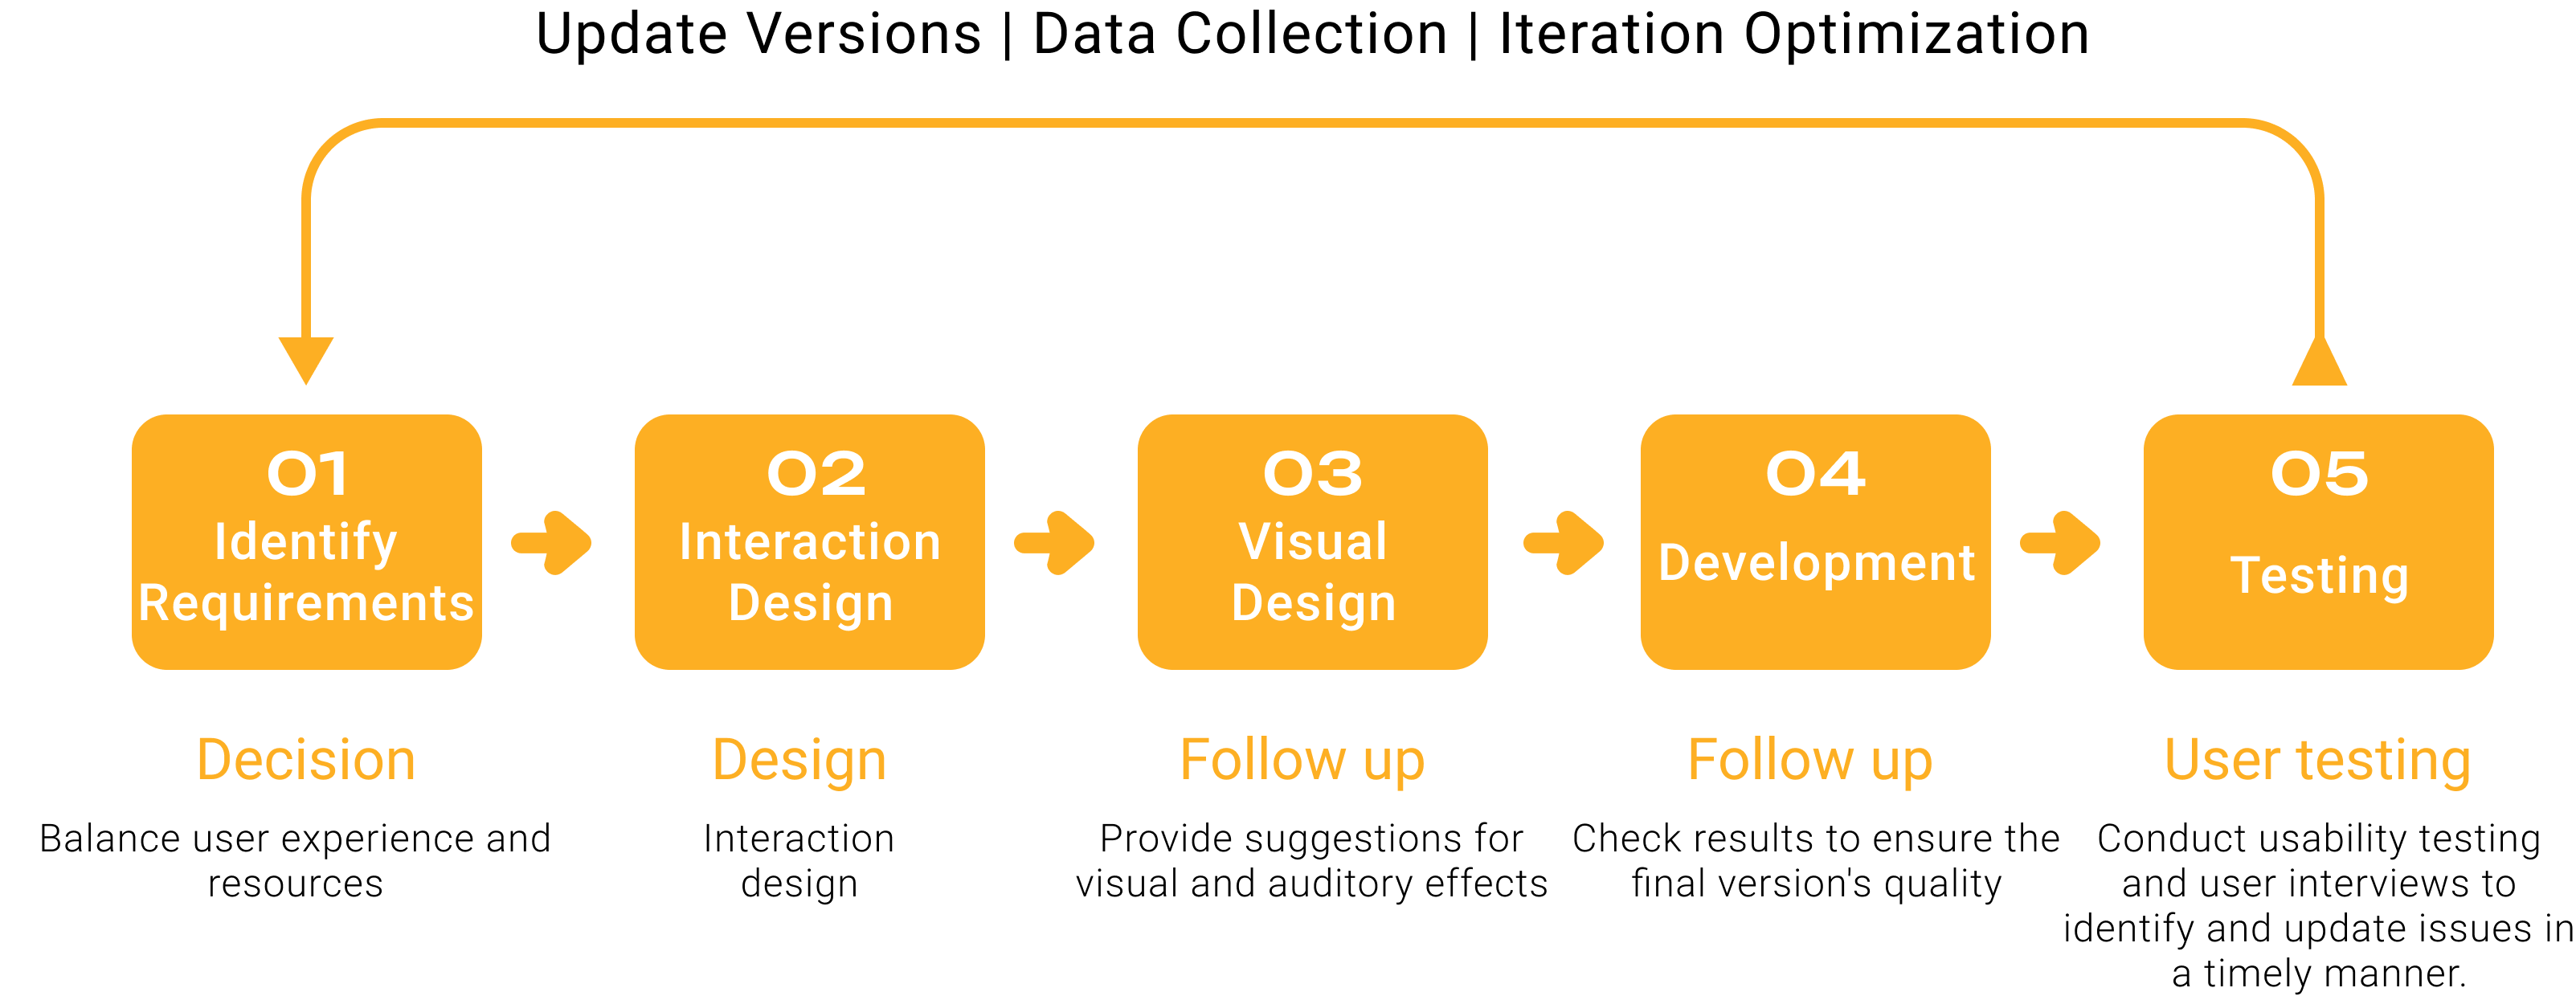 Update Versions | Data Collection | Iteration Optimization
01
Identify
Requirements
02
Interaction
Design
03
Visual
Design
04
Development
05
Testing
Decision
Balance user experience and
resources
Design
Interaction
design
Follow up
Provide suggestions for
visual and auditory effects
Follow up
Check results to ensure the
final version's quality
User testing
Conduct usability testing
and user interviews to
identify and update issues in
a timely manner.